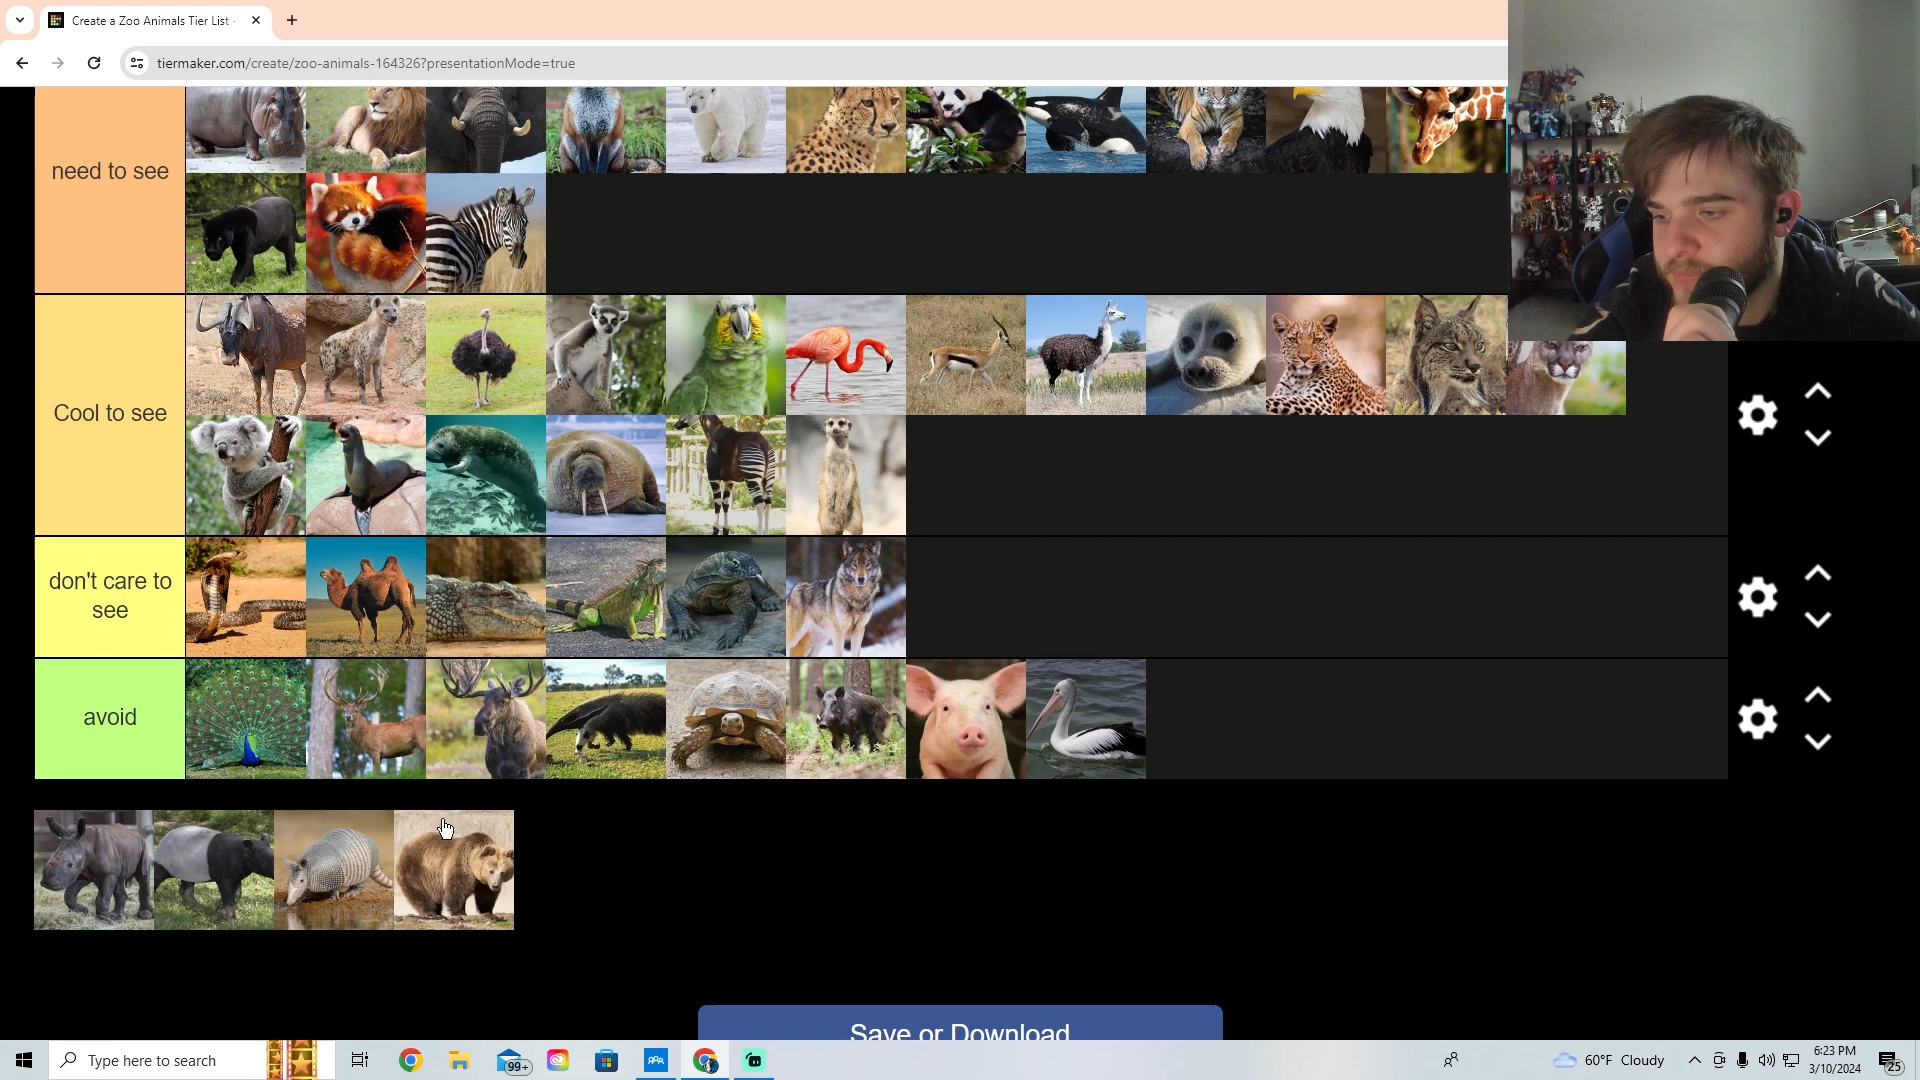 Create a Zoo Animals Tier List -
tiermaker.com/create/zoo-animals-164326?presentationMode=true
need to see
Cool to see
don't care to
see
avoid
Save or Download
Type here to search
99+
60°F Cloudy
6:23 PM
3/10/2024
25